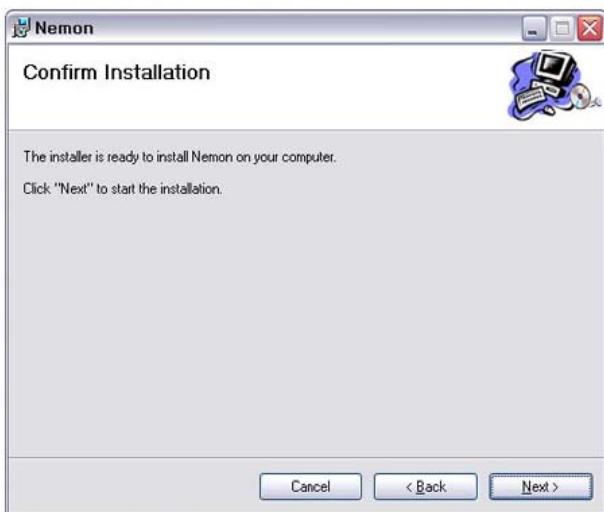 Nemon
Confirm Installation
The installer is ready to install Nemon on your computer.
Click "Next" to start the installation.
Cancel
< Back
Next >